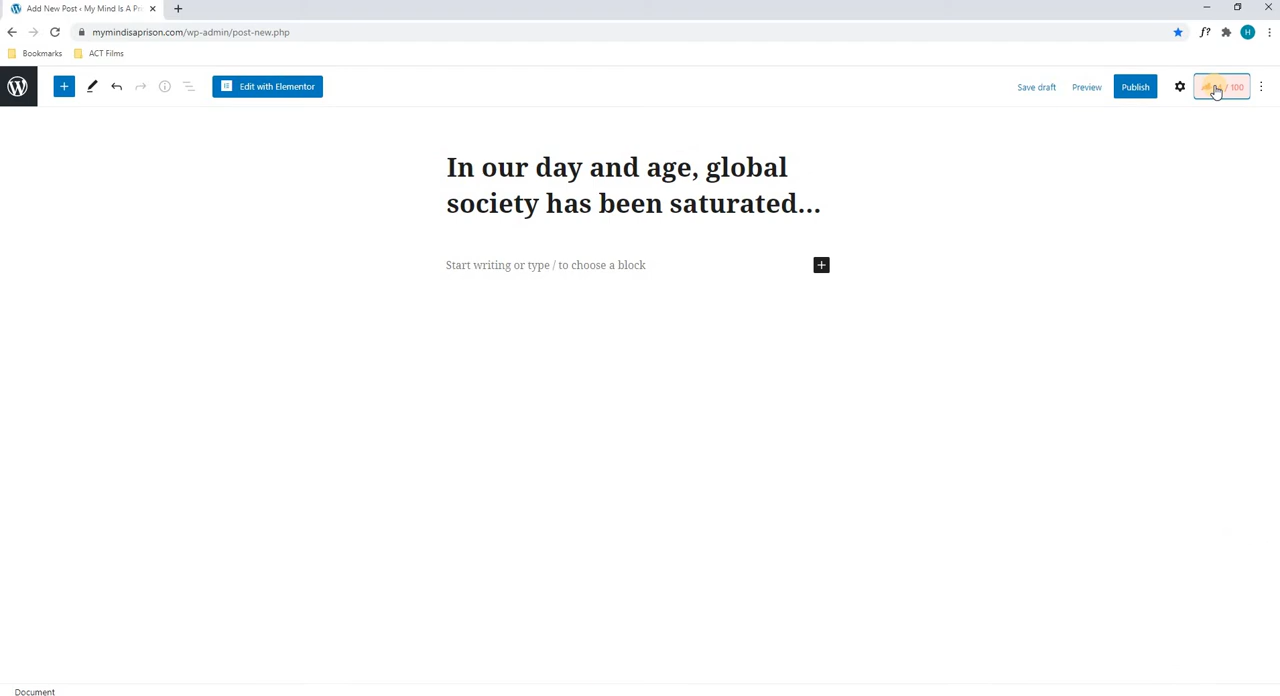 Add New Post ‹ My Mind Is A Pr
mymindisaprison.com/wp-admin/post-new.php
f?
H
Bookmarks
ACT Films
Edit with Elementor
Save draft
Preview
Publish
/ 100
In our day and age, global
society has been saturated...
Start writing or type / to choose a block
Document